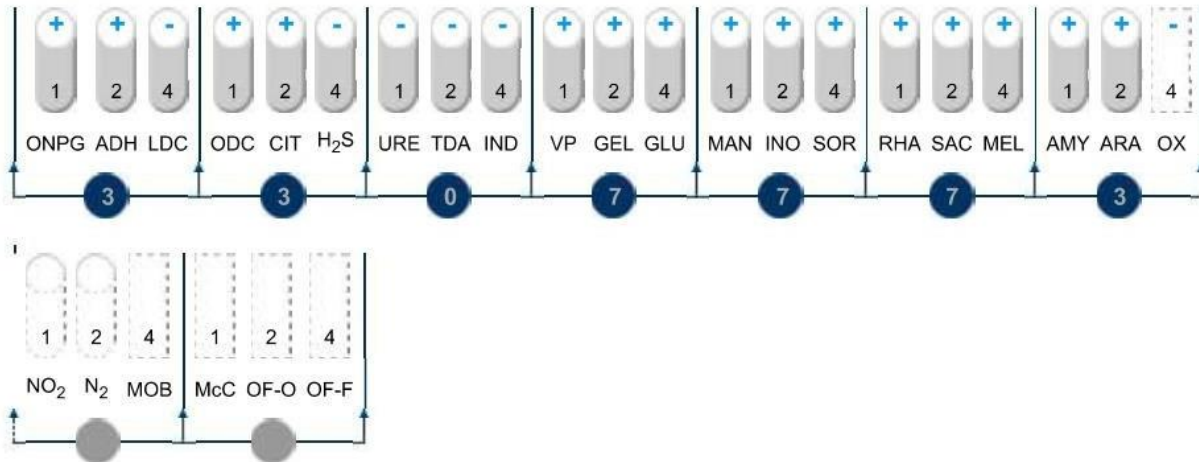 + + - + + - - - - + + + + + + + + + + + -
1 2 4 1 2 4 1 2 4 1 2 4 1 2 4 1 2 4 1 2 4
ONPG ADH LDC ODC CIT H₂S URE TDA IND VP GEL GLU MAN INO SOR RHA SAC MEL AMY ARA OX
3 3 0 7 7 7 3
1 2 4 1 2 4
NO₂ N₂ MOB McC OF-O OF-F